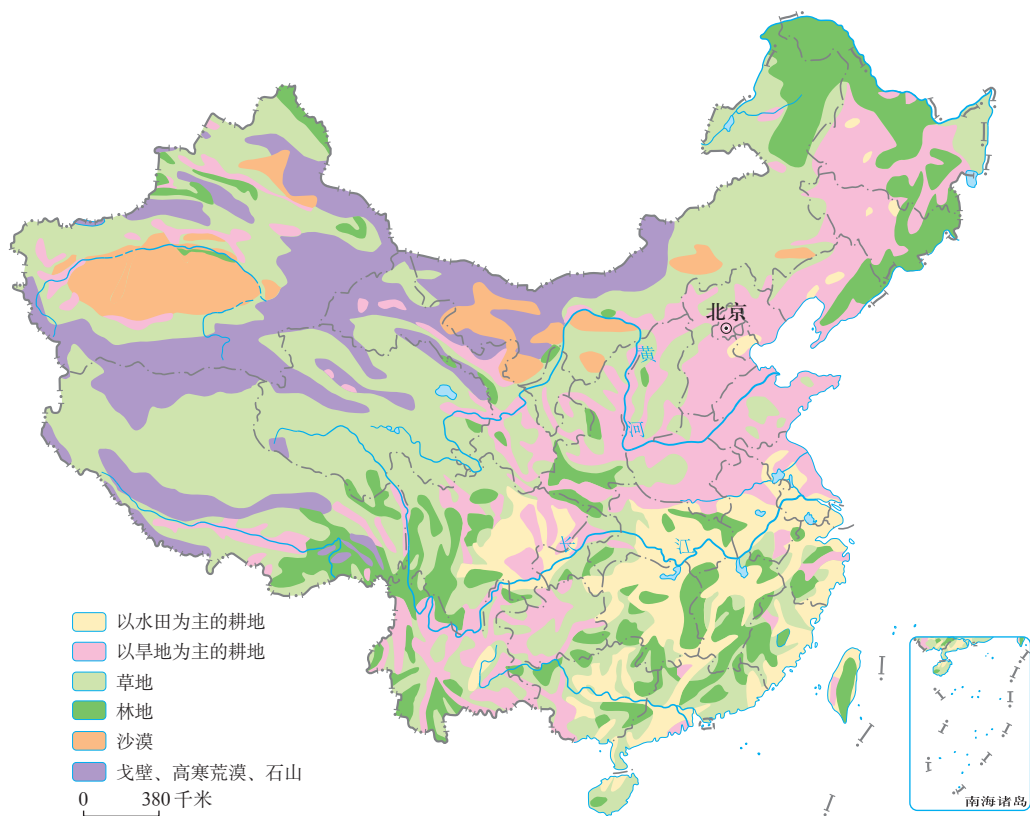 北京
黄
河
长
江
以水田为主的耕地
以旱地为主的耕地
草地
林地
沙漠
戈壁、高寒荒漠、石山
0 380千米
南海诸岛